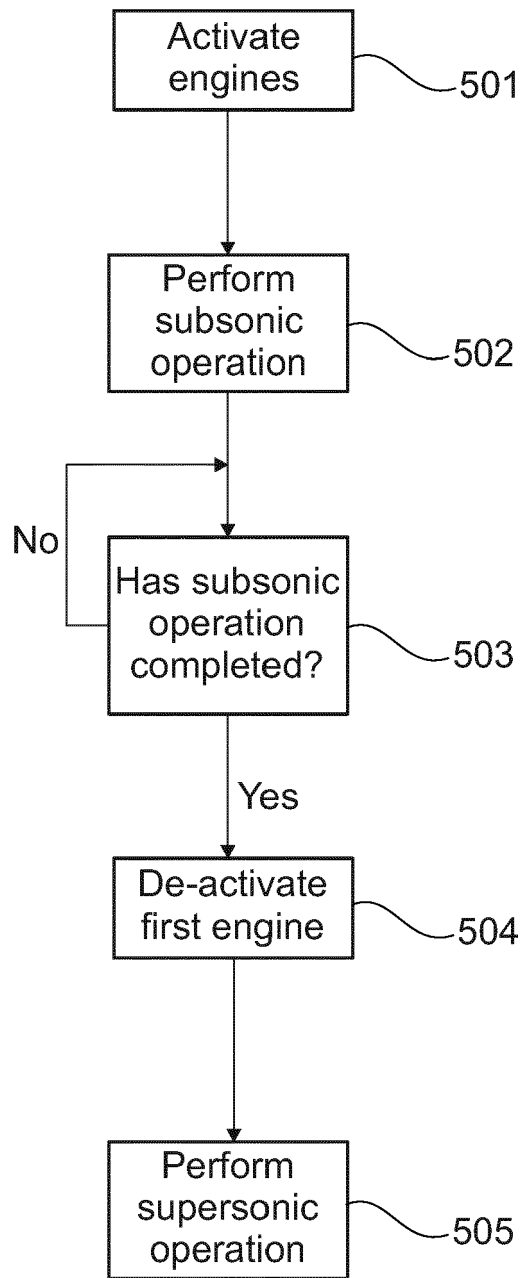 Activate
engines
501
Perform
subsonic
operation
502
No
Has subsonic
operation
completed?
503
Yes
De-activate
first engine
504
Perform
supersonic
operation
505